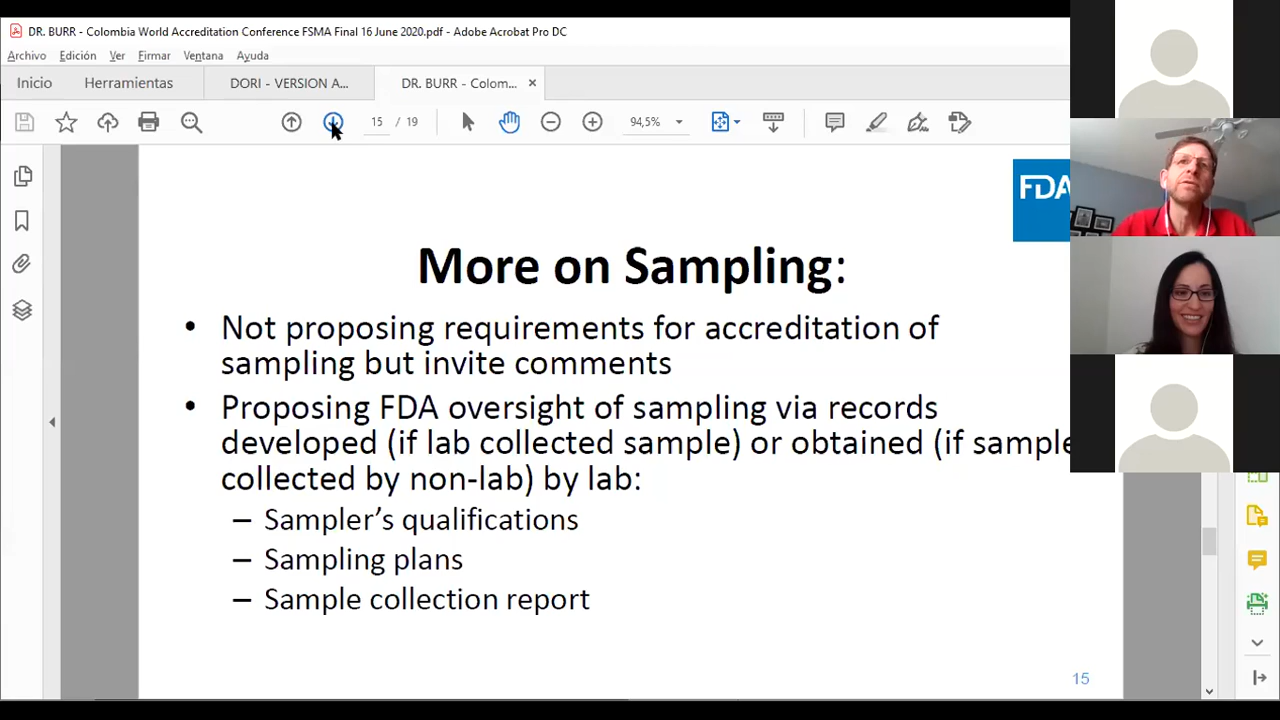 DR. BURR - Colombia World Accreditation Conference FSMA Final 16 June 2020.pdf - Adobe Acrobat Pro DC
Archivo Edición Ver Firmar Ventana Ayuda
Inicio Herramientas DORI - VERSION A... DR. BURR - Colom... ×
15 / 19 94,5%
FDA
More on Sampling:
• Not proposing requirements for accreditation of
sampling but invite comments
• Proposing FDA oversight of sampling via records
developed (if lab collected sample) or obtained (if sample
collected by non-lab) by lab:
– Sampler’s qualifications
– Sampling plans
– Sample collection report
15